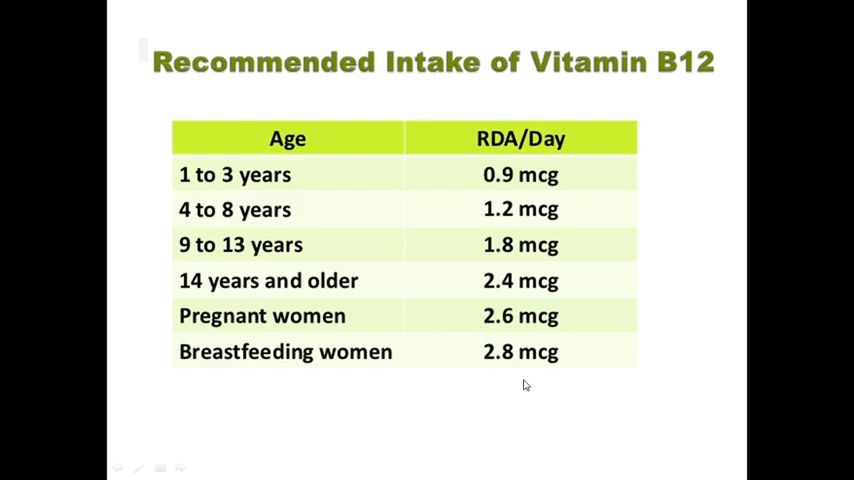 Recommended Intake of Vitamin B12
Age RDA/Day
1 to 3 years 0.9 mcg
4 to 8 years 1.2 mcg
9 to 13 years 1.8 mcg
14 years and older 2.4 mcg
Pregnant women 2.6 mcg
Breastfeeding women 2.8 mcg